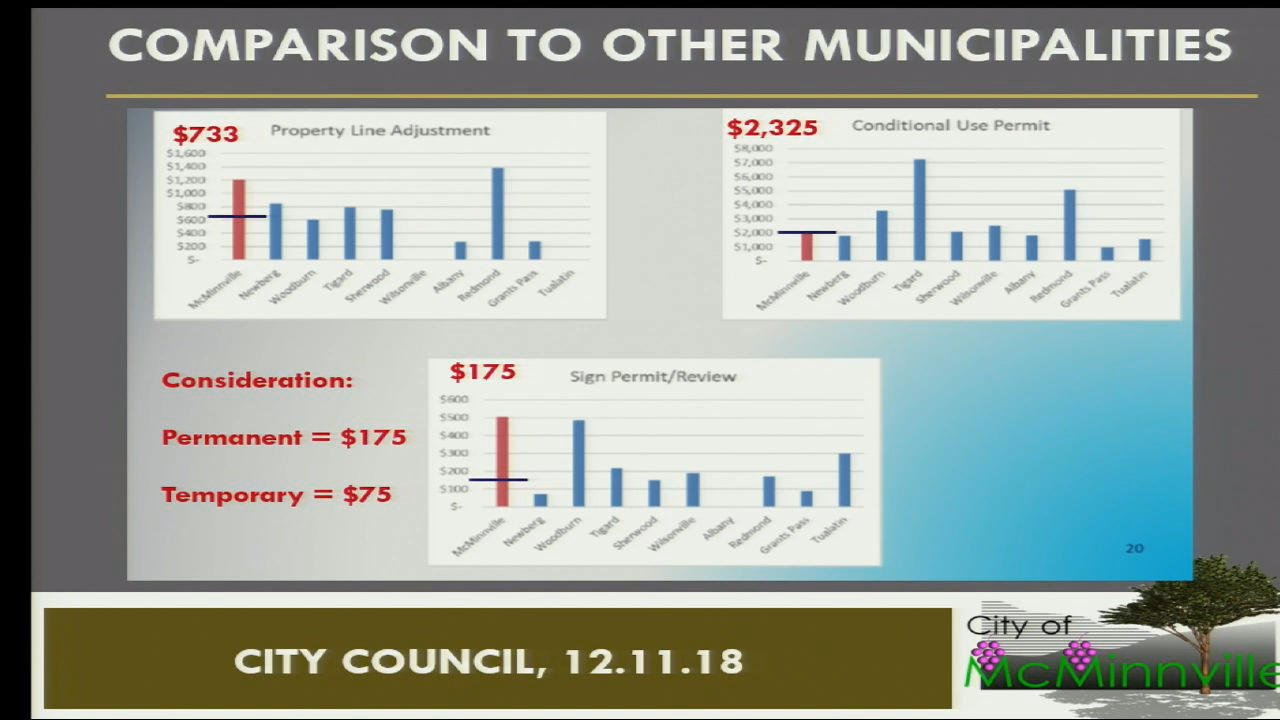 COMPARISON TO OTHER MUNICIPALITIES
$733
Property Line Adjustment
$1,600
$1,400
$1,200
$1,000
$800
$600
$400
$200
$-
McMinnville
Newberg
Woodburn
Tigard
Sherwood
Wilsonville
Albany
Redmond
Grants Pass
Tualatin
$2,325
Conditional Use Permit
$8,000
$7,000
$6,000
$5,000
$4,000
$3,000
$2,000
$1,000
$-
McMinnville
Newberg
Woodburn
Tigard
Sherwood
Wilsonville
Albany
Redmond
Grants Pass
Tualatin
Consideration:
Permanent = $175
Temporary = $75
$175
Sign Permit/Review
$600
$500
$400
$300
$200
$100
$-
McMinnville
Newberg
Woodburn
Tigard
Sherwood
Wilsonville
Albany
Redmond
Grants Pass
Tualatin
20
CITY COUNCIL, 12.11.18
City of
McMinnville